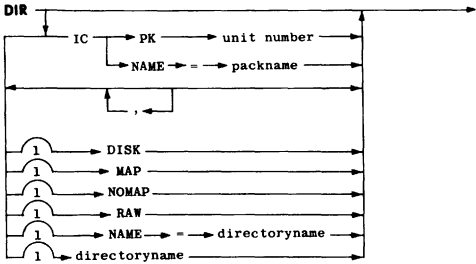 DIR
IC PK unit number
NAME = packname
,
1 DISK
1 MAP
1 NOMAP
1 RAW
1 NAME = directoryname
1 directoryname